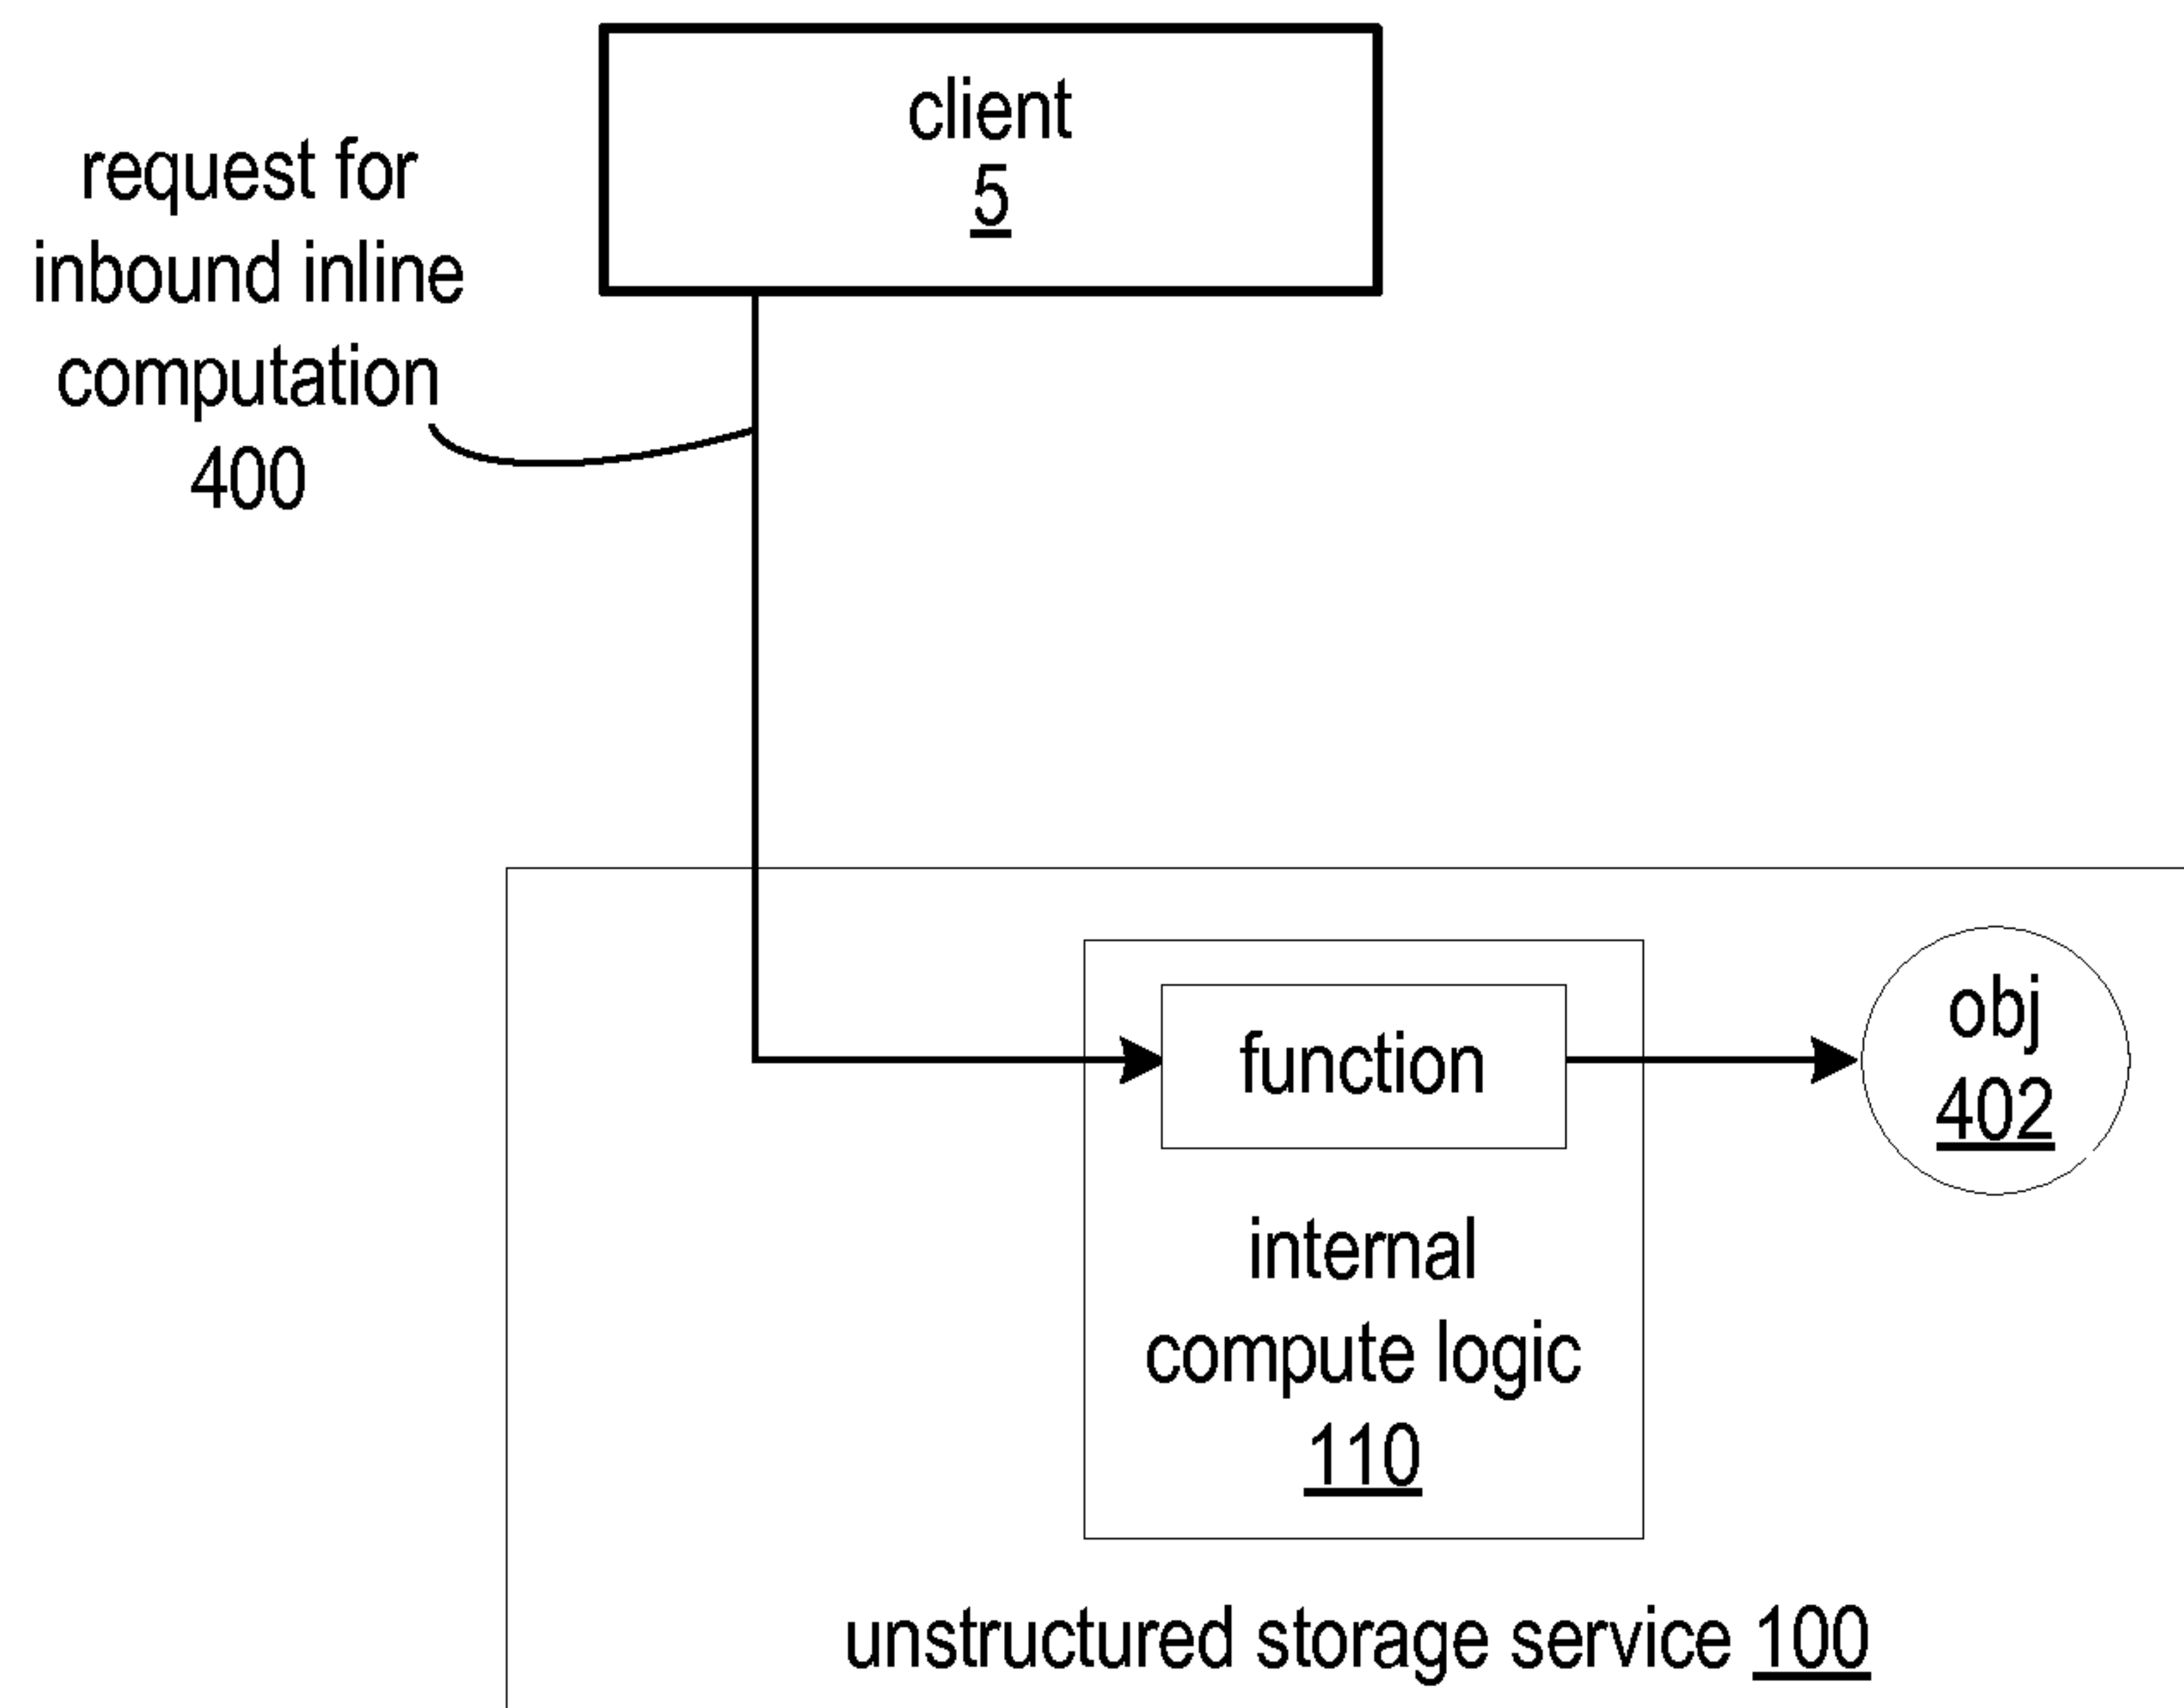 client
5
request for
inbound inline
computation
400
function
obj
402
internal
compute logic
110
unstructured storage service 100